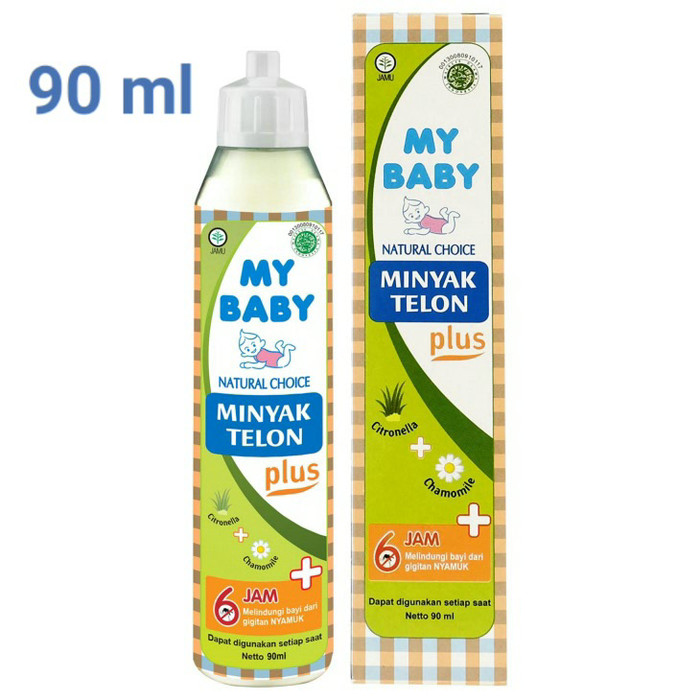 90 ml
JAMU
00130080910117
MY
BABY
NATURAL CHOICE
MINYAK
TELON
plus
Citronella
+
Chamomile
+
6 JAM
Melindungi bayi dari
gigitan NYAMUK
Dapat digunakan setiap saat
Netto 90ml
JAMU
00130080910117
MY
BABY
NATURAL CHOICE
MINYAK
TELON
plus
Citronella
+
Chamomile
+
6 JAM
Melindungi bayi dari
gigitan NYAMUK
Dapat digunakan setiap saat
Netto 90 ml